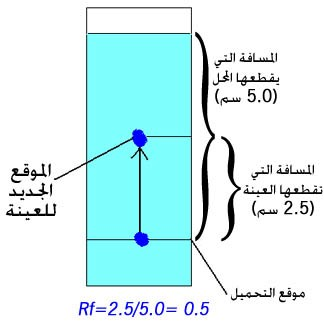 المسافة التي
يقطعها المحل
(5.0 سم)
الموقع
الجديد
للعينة
المسافة التي
تقطعها العينة
(2.5 سم)
موقع التحميل
Rf=2.5/5.0= 0.5